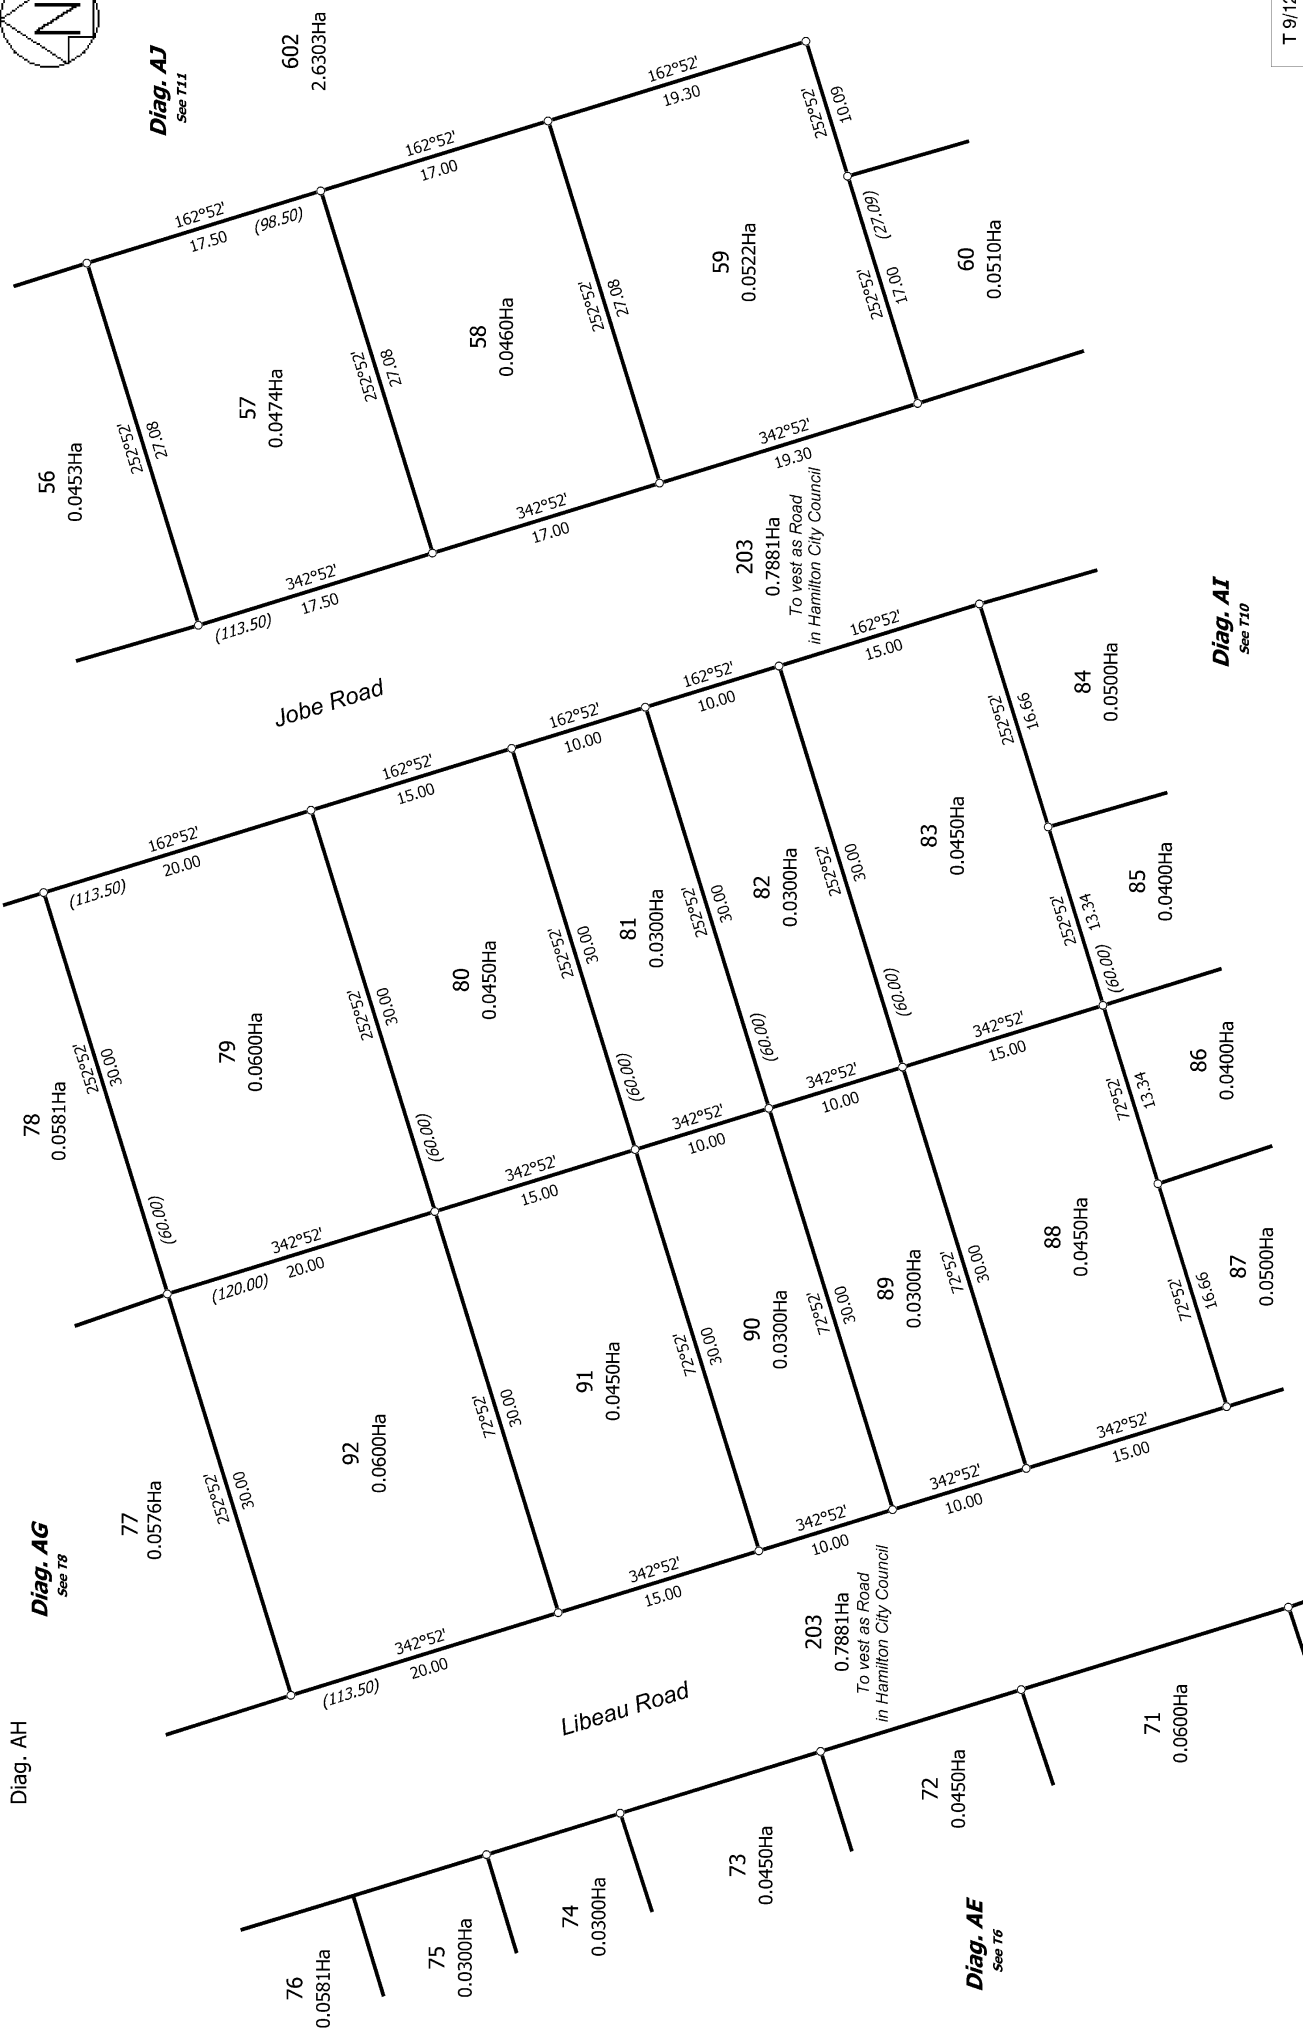 Diag. AH
Diag. AG
See T8
Diag. AJ
See T11
N
602
2.6303Ha
T 9/12
56
0.0453Ha
252°52'
27.08
162°52'
17.50
(98.50)
57
0.0474Ha
342°52'
17.50
(113.50)
252°52'
27.08
162°52'
17.00
58
0.0460Ha
342°52'
17.00
252°52'
27.08
162°52'
19.30
59
0.0522Ha
342°52'
19.30
252°52'
10.09
(27.09)
252°52'
17.00
60
0.0510Ha
203
0.7881Ha
To vest as Road
in Hamilton City Council
Jobe Road
78
0.0581Ha
252°52'
30.00
(60.00)
162°52'
20.00
(113.50)
79
0.0600Ha
342°52'
20.00
(120.00)
252°52'
30.00
(60.00)
162°52'
15.00
80
0.0450Ha
342°52'
15.00
252°52'
30.00
(60.00)
162°52'
10.00
81
0.0300Ha
342°52'
10.00
252°52'
30.00
(60.00)
162°52'
10.00
82
0.0300Ha
342°52'
10.00
252°52'
30.00
(60.00)
162°52'
15.00
83
0.0450Ha
342°52'
15.00
252°52'
16.66
252°52'
13.34
(60.00)
84
0.0500Ha
85
0.0400Ha
Diag. AI
See T10
77
0.0576Ha
252°52'
30.00
92
0.0600Ha
342°52'
20.00
(113.50)
72°52'
30.00
91
0.0450Ha
342°52'
15.00
72°52'
30.00
90
0.0300Ha
342°52'
10.00
72°52'
30.00
89
0.0300Ha
342°52'
10.00
72°52'
30.00
88
0.0450Ha
342°52'
15.00
72°52'
13.34
72°52'
16.66
86
0.0400Ha
87
0.0500Ha
Libeau Road
203
0.7881Ha
To vest as Road
in Hamilton City Council
76
0.0581Ha
75
0.0300Ha
74
0.0300Ha
73
0.0450Ha
72
0.0450Ha
71
0.0600Ha
Diag. AE
See T6